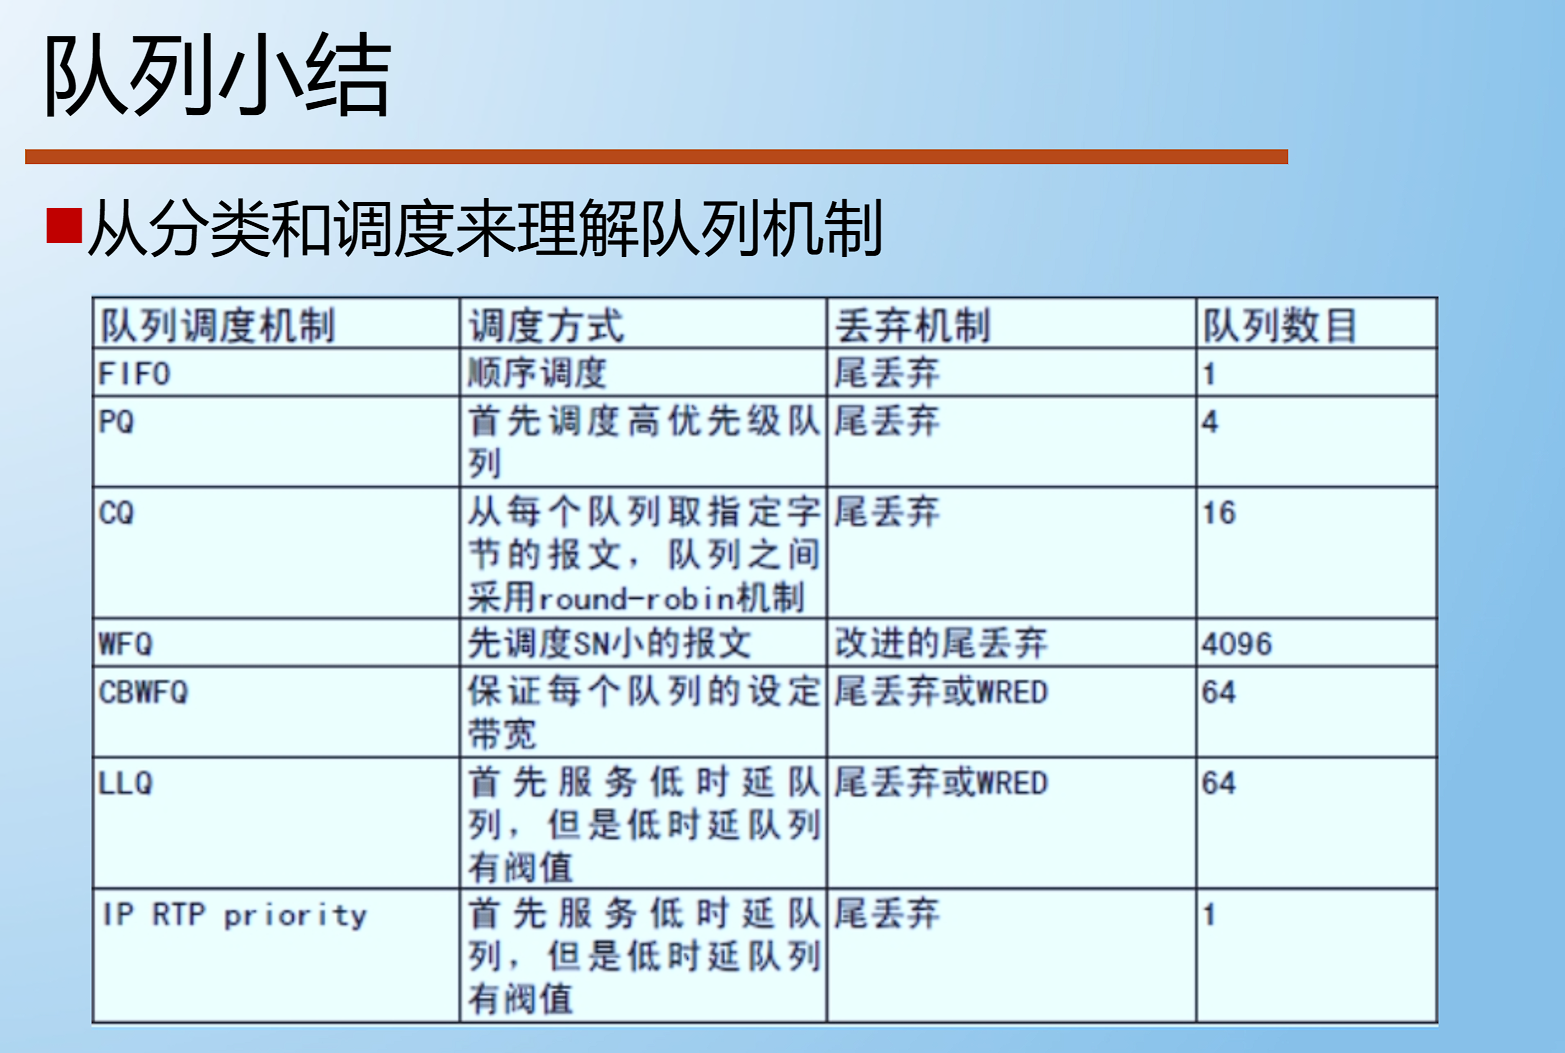 队列小结
从分类和调度来理解队列机制
队列调度机制 调度方式 丢弃机制 队列数目
FIFO 顺序调度 尾丢弃 1
PQ 首先调度高优先级队 尾丢弃 4
列
CQ 从每个队列取指定字 尾丢弃 16
节的报文，队列之间
采用round-robin机制
WFQ 先调度SN小的报文 改进的尾丢弃 4096
CBWFQ 保证每个队列的设定 尾丢弃或WRED 64
带宽
LLQ 首先服务低时延队 尾丢弃或WRED 64
列，但是低时延队列
有阀值
IP RTP priority 首先服务低时延队 尾丢弃 1
列，但是低时延队列
有阀值